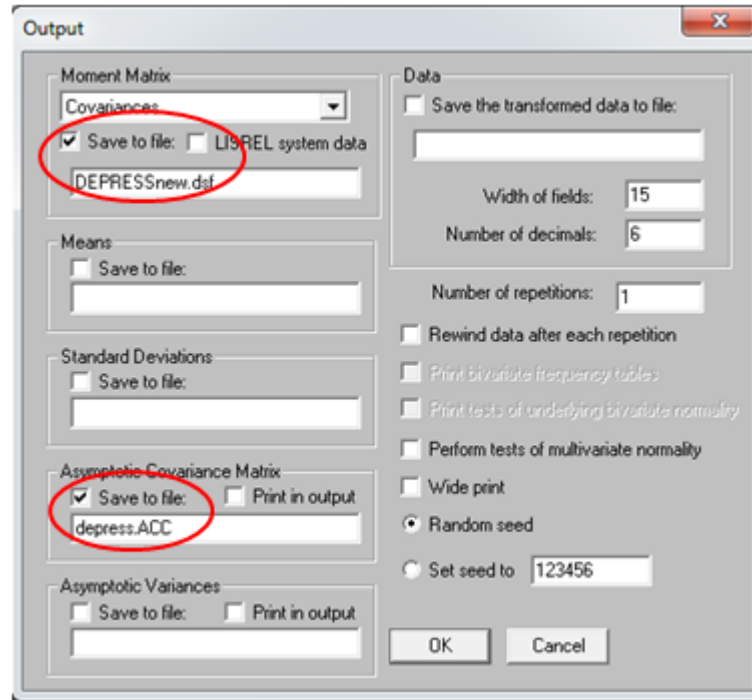 Output
Moment Matrix
Covariances
Save to file: LISREL system data
DEPRESSnew.dsf
Means
Save to file:
Standard Deviations
Save to file:
Asymptotic Covariance Matrix
Save to file: Print in output
depress.ACC
Asymptotic Variances
Save to file: Print in output
Data
Save the transformed data to file:
Width of fields: 15
Number of decimals: 6
Number of repetitions: 1
Rewind data after each repetition
Print bivariate frequency tables
Print tests of underlying bivariate normality
Perform tests of multivariate normality
Wide print
Random seed
Set seed to 123456
OK Cancel